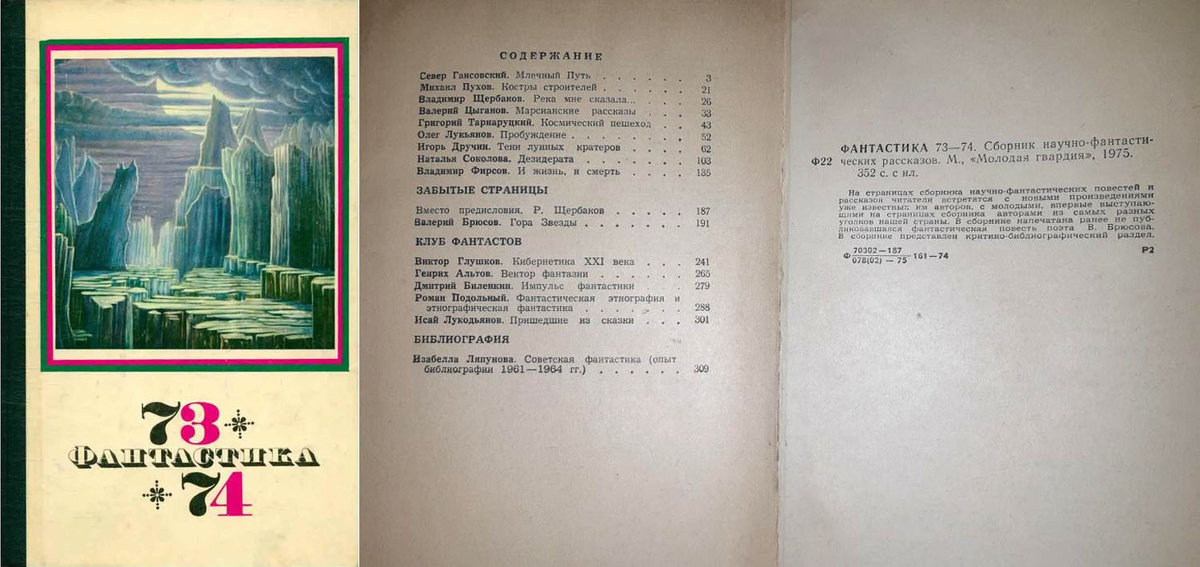 73
ФАНТАСТИКА
74
СОДЕРЖАНИЕ
Север Гансовский. Млечный Путь . . . . . . 3
Михаил Пухов. Костры строителей . . . . . . 21
Владимир Щербаков. Река мне сказала... . . . 26
Валерий Цыганов. Марсианские рассказы . . . . 33
Григорий Тарнаруцкий. Космический пешеход . . 43
Олег Лукьянов. Пробуждение . . . . . . . . 52
Игорь Дручин. Тени лунных кратеров . . . . 62
Наталья Соколова. Дезидерата . . . . . . . 103
Владимир Фирсов. И жизнь, и смерть . . . . 135
ЗАБЫТЫЕ СТРАНИЦЫ
Вместо предисловия. Р. Щербаков . . . . . 187
Валерий Брюсов. Гора Звезды . . . . . . . 191
КЛУБ ФАНТАСТОВ
Виктор Глушков. Кибернетика XXI века . . . 241
Генрих Альтов. Вектор фантазии . . . . . . 265
Дмитрий Биленкин. Импульс фантастики . . . 279
Роман Подольный. Фантастическая этнография и
этнографическая фантастика . . . . . . . 288
Исай Лукодьянов. Пришедшие из сказки . . . 301
БИБЛИОГРАФИЯ
Изабелла Ляпунова. Советская фантастика (опыт
библиографии 1961—1964 гг.) . . . . . . 309
ФАНТАСТИКА 73—74. Сборник научно-фантасти-
Ф22 ческих рассказов. М., «Молодая гвардия», 1975.
352 с. с ил.
На страницах сборника научно-фантастических повестей и
рассказов читатели встретятся с новыми произведениями
уже известных им авторов, с молодыми, впервые выступаю-
щими на страницах сборника авторами из самых разных
уголков нашей страны. В сборнике напечатана ранее не пуб-
ликовавшаяся фантастическая повесть поэта В. Брюсова.
В сборнике представлен критико-библиографический раздел.
70302—187
Ф 161—74 Р2
078(02) — 75